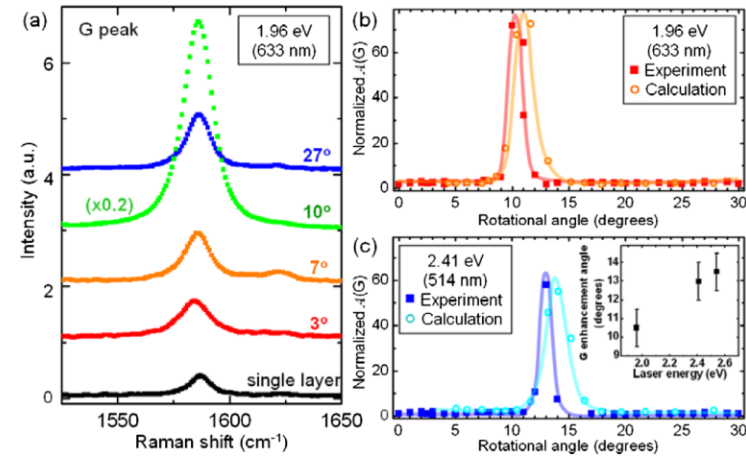 (a)
G peak
1.96 eV
(633 nm)
27°
(x0.2)
10°
7°
3°
single layer
Intensity (a.u.)
0
2
4
6
1550
1600
1650
Raman shift (cm⁻¹)
(b)
1.96 eV
(633 nm)
Experiment
Calculation
Normalized A(G)
0
20
40
60
80
0 5 10 15 20 25 30
Rotational angle (degrees)
(c)
2.41 eV
(514 nm)
Experiment
Calculation
Normalized A(G)
0
20
40
60
80
0 5 10 15 20 25 30
Rotational angle (degrees)
G enhancement angle
(degrees)
14
13
12
11
10
9
2.0 2.2 2.4 2.6
Laser energy (eV)